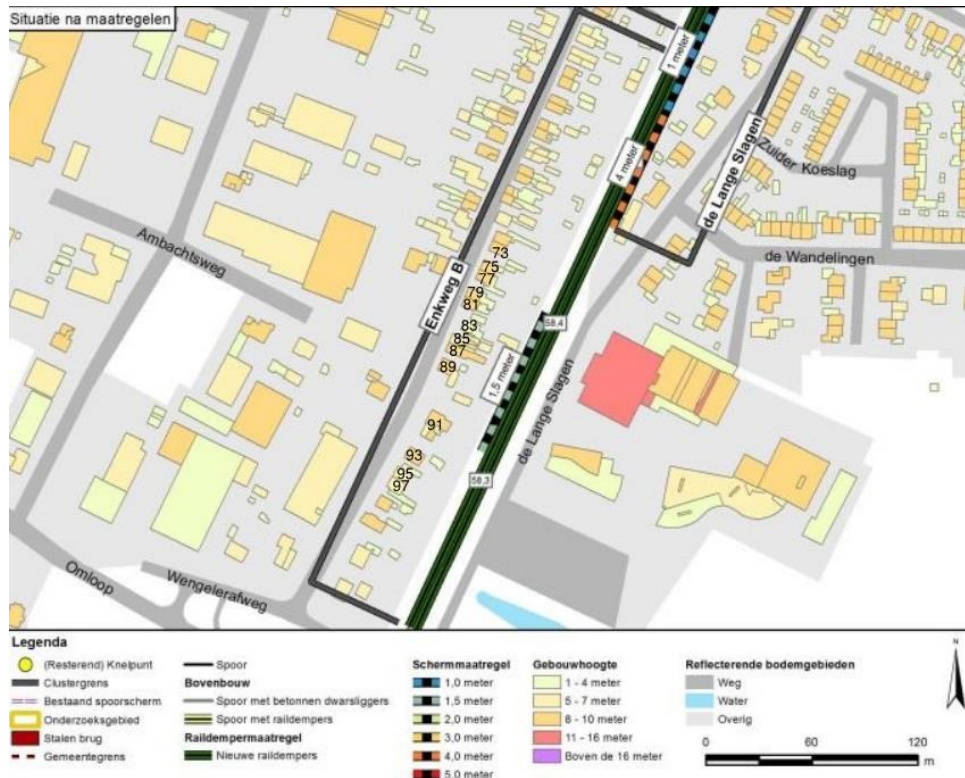 Situatie na maatregelen
1 meter
4 meter
de Lange Slagen
Zuider Koeslag
de Wandelingen
Ambachtsweg
Enkweg B
73
75
77
79
81
83
85
87
89
91
93
95
97
58,4
1,5 meter
58,3
de Lange Slagen
Omloop
Wengelerafweg
Legenda
(Resterend) Knelpunt
Clustergrens
Bestaand spoorscherm
Onderzoeksgebied
Stalen brug
Gemeentegrens
Spoor
Bovenbouw
Spoor met betonnen dwarsliggers
Spoor met raildempers
Raildempermaatregel
Nieuwe raildempers
Schermmaatregel
1,0 meter
1,5 meter
2,0 meter
3,0 meter
4,0 meter
5,0 meter
Gebouwhoogte
1 - 4 meter
5 - 7 meter
8 - 10 meter
11 - 16 meter
Boven de 16 meter
Reflecterende bodemgebieden
Weg
Water
Overig
N
0 60 120
m